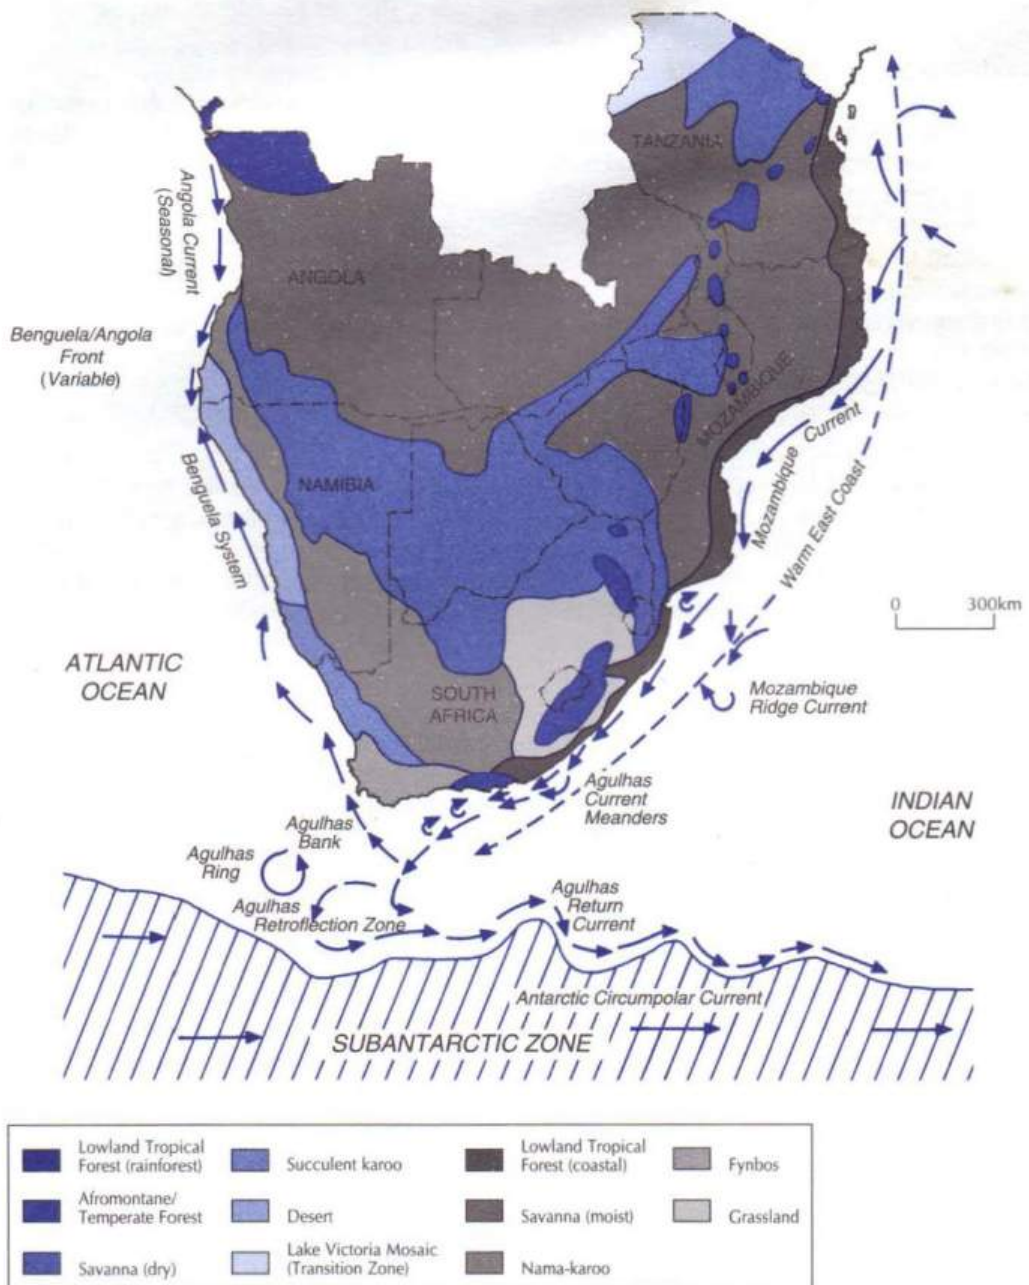 TANZANIA
Angola Current
(Seasonal)
ANGOLA
Benguela/Angola
Front
(Variable)
MOZAMBIQUE
Mozambique Current
Warm East Coast
NAMIBIA
Benguela System
0 300km
ATLANTIC
OCEAN
SOUTH
AFRICA
Mozambique
Ridge Current
Agulhas
Current
Meanders
INDIAN
OCEAN
Agulhas
Bank
Agulhas
Ring
Agulhas
Retroflection Zone
Agulhas
Return
Current
Antarctic Circumpolar Current
SUBANTARCTIC ZONE
Lowland Tropical
Forest (rainforest)
Afromontane/
Temperate Forest
Savanna (dry)
Succulent karoo
Desert
Lake Victoria Mosaic
(Transition Zone)
Lowland Tropical
Forest (coastal)
Savanna (moist)
Nama-karoo
Fynbos
Grassland